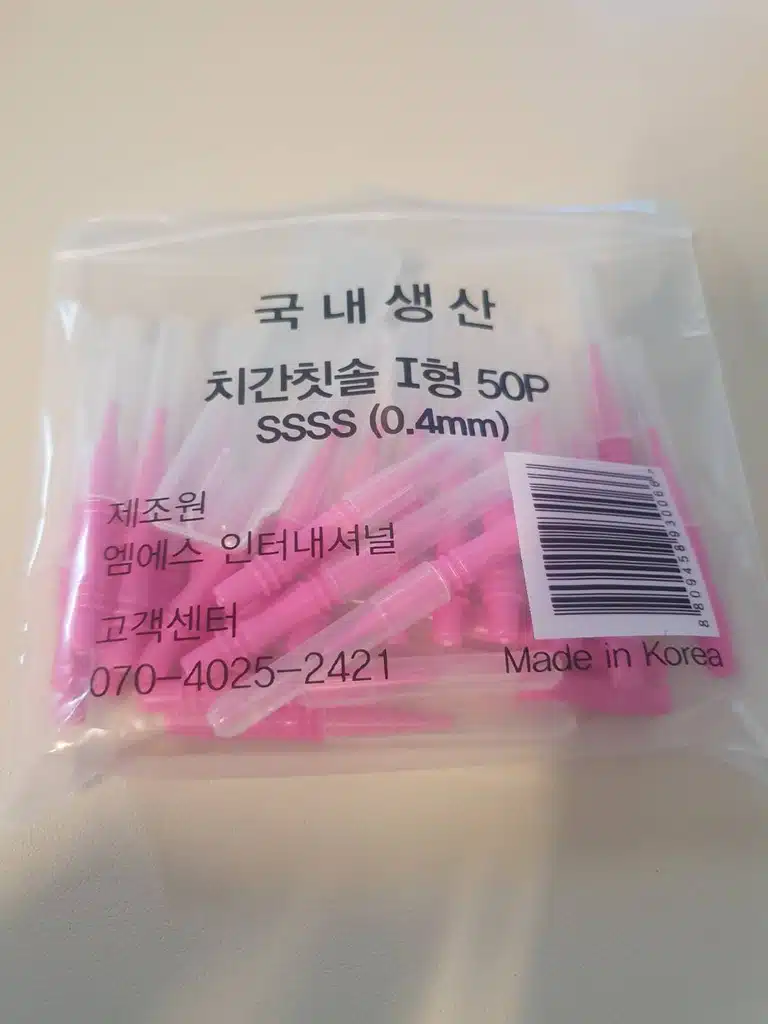 국내생산
치간칫솔 I형 50P
SSSS (0.4mm)
제조원
엠에스 인터내셔널
고객센터
070-4025-2421
Made in Korea